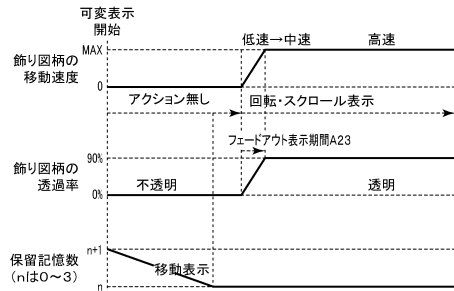 可変表示
開始
低速→中速
高速
飾り図柄の
移動速度
MAX
0
アクション無し
回転・スクロール表示
フェードアウト表示期間A23
飾り図柄の
透過率
90%
0%
不透明
透明
保留記憶数
(nは0～3)
n+1
n
移動表示